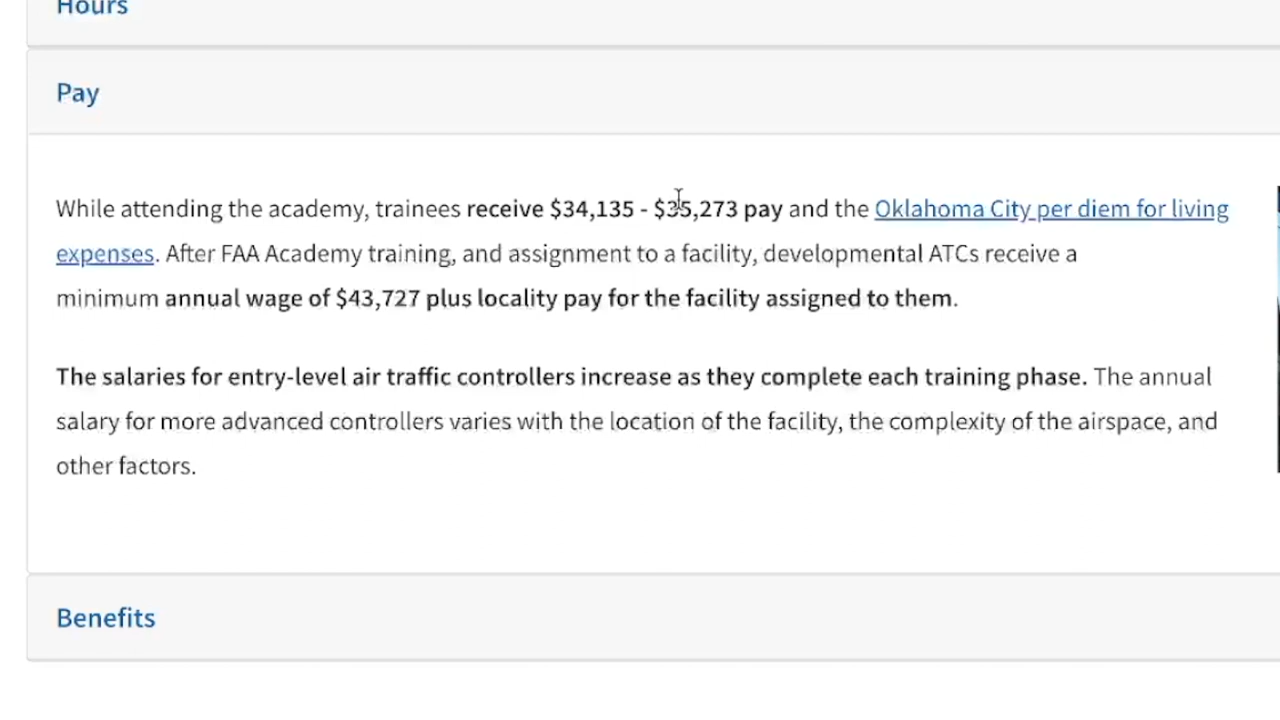 Hours
Pay
While attending the academy, trainees receive $34,135 - $35,273 pay and the Oklahoma City per diem for living
expenses. After FAA Academy training, and assignment to a facility, developmental ATCs receive a
minimum annual wage of $43,727 plus locality pay for the facility assigned to them.
The salaries for entry-level air traffic controllers increase as they complete each training phase. The annual
salary for more advanced controllers varies with the location of the facility, the complexity of the airspace, and
other factors.
Benefits